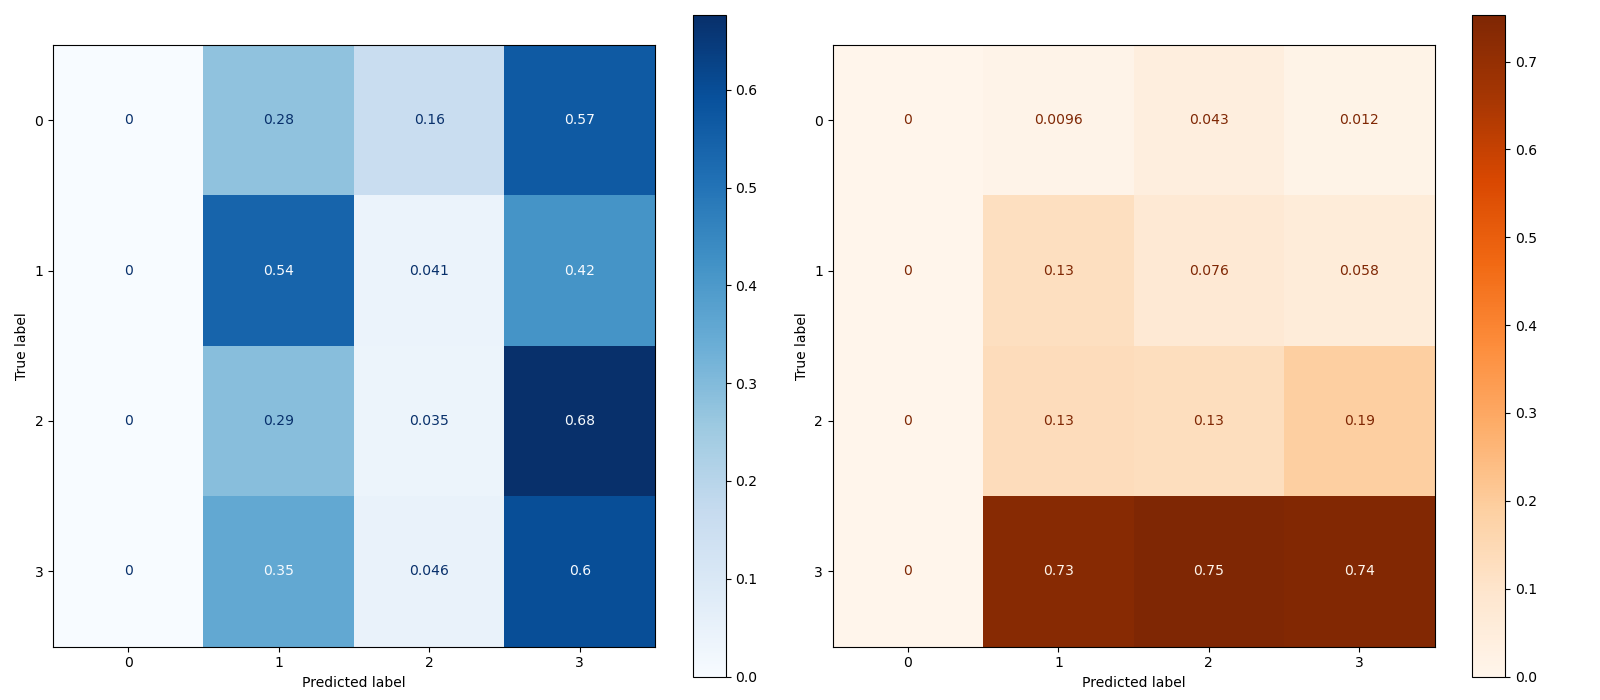 0 0 0.28 0.16 0.57
1 0 0.54 0.041 0.42
2 0 0.29 0.035 0.68
3 0 0.35 0.046 0.6
0 1 2 3
Predicted label
True label
0.6
0.5
0.4
0.3
0.2
0.1
0.0
0 0 0.0096 0.043 0.012
1 0 0.13 0.076 0.058
2 0 0.13 0.13 0.19
3 0 0.73 0.75 0.74
0 1 2 3
Predicted label
True label
0.7
0.6
0.5
0.4
0.3
0.2
0.1
0.0